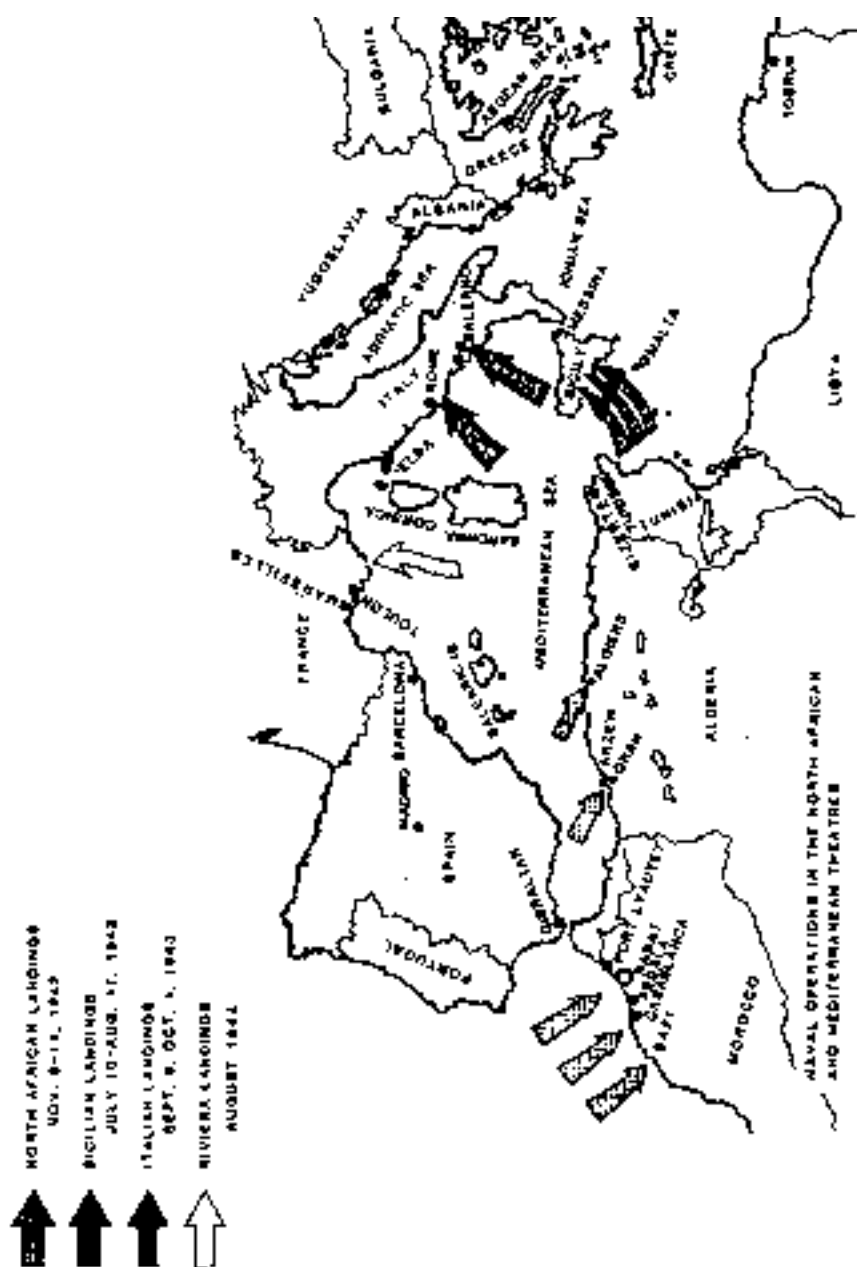 NORTH AFRICAN LANDINGS
NOV. 8-11, 1942
SICILIAN LANDINGS
JULY 10-AUG. 17, 1943
ITALIAN LANDINGS
SEPT. 9, OCT. 1943
RIVIERA LANDINGS
AUGUST 1944
PORTUGAL
SPAIN
MADRID
BARCELONA
GIBRALTAR
FRANCE
MARSEILLES
TOULON
BALEARIC IS
CORSICA
SARDINIA
ELBA
ITALY
ROME
SALERNO
ADRIATIC SEA
YUGOSLAVIA
ALBANIA
BULGARIA
GREECE
AEGEAN SEA
CRETE
IONIAN SEA
MESSINA
SICILY
MALTA
MEDITERRANEAN
SEA
BIZERTE
TUNIS
TUNISIA
ALGIERS
ARZEW
ORAN
ALGERIA
PORT LYAUTEY
RABAT
CASABLANCA
SAFI
MOROCCO
LIBYA
TOBRUK
NAVAL OPERATIONS IN THE NORTH AFRICAN
AND MEDITERRANEAN THEATRES